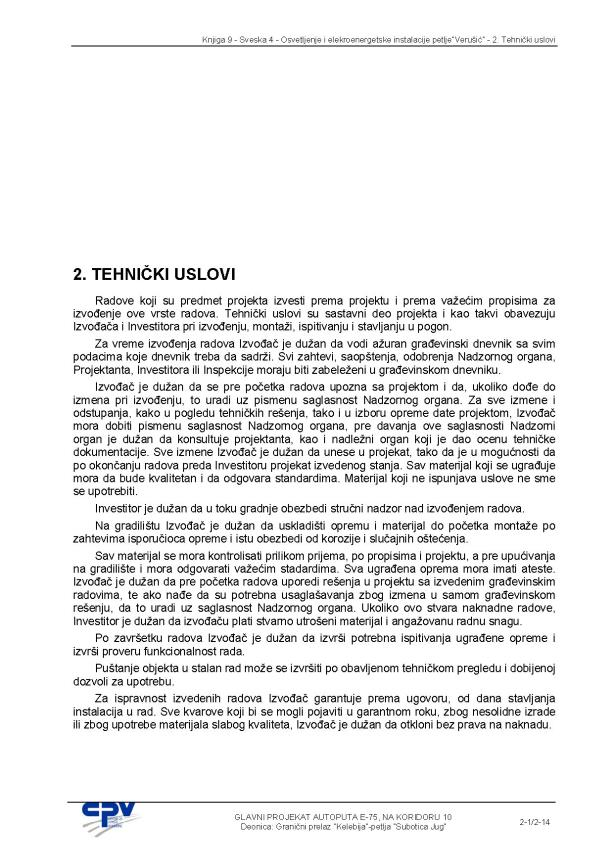 Knjiga 9 - Sveska 4 - Osvetljenje i elekroenergetske instalacije petlje“Verušić” - 2. Tehnički uslovi
2. TEHNIČKI USLOVI
Radove koji su predmet projekta izvesti prema projektu i prema važećim propisima za
izvođenje ove vrste radova. Tehnički uslovi su sastavni deo projekta i kao takvi obavezuju
Izvođača i Investitora pri izvođenju, montaži, ispitivanju i stavljanju u pogon.
Za vreme izvođenja radova Izvođač je dužan da vodi ažuran građevinski dnevnik sa svim
podacima koje dnevnik treba da sadrži. Svi zahtevi, saopštenja, odobrenja Nadzornog organa,
Projektanta, Investitora ili Inspekcije moraju biti zabeleženi u građevinskom dnevniku.
Izvođač je dužan da se pre početka radova upozna sa projektom i da, ukoliko dođe do
izmena pri izvođenju, to uradi uz pismenu saglasnost Nadzornog organa. Za sve izmene i
odstupanja, kako u pogledu tehničkih rešenja, tako i u izboru opreme date projektom, Izvođač
mora dobiti pismenu saglasnost Nadzornog organa, pre davanja ove saglasnosti Nadzorni
organ je dužan da konsultuje projektanta, kao i nadležni organ koji je dao ocenu tehničke
dokumentacije. Sve izmene Izvođač je dužan da unese u projekat, tako da je u mogućnosti da
po okončanju radova preda Investitoru projekat izvedenog stanja. Sav materijal koji se ugrađuje
mora da bude kvalitetan i da odgovara standardima. Materijal koji ne ispunjava uslove ne sme
se upotrebiti.
Investitor je dužan da u toku gradnje obezbedi stručni nadzor nad izvođenjem radova.
Na gradilištu Izvođač je dužan da uskladišti opremu i materijal do početka montaže po
zahtevima isporučioca opreme i istu obezbedi od korozije i slučajnih oštećenja.
Sav materijal se mora kontrolisati prilikom prijema, po propisima i projektu, a pre upućivanja
na gradilište i mora odgovarati važećim stadardima. Sva ugrađena oprema mora imati ateste.
Izvođač je dužan da pre početka radova uporedi rešenja u projektu sa izvedenim građevinskim
radovima, te ako nađe da su potrebna usaglašavanja zbog izmena u samom građevinskom
rešenju, da to uradi uz saglasnost Nadzornog organa. Ukoliko ovo stvara naknadne radove,
Investitor je dužan da izvođaču plati stvarno utrošeni materijal i angažovanu radnu snagu.
Po završetku radova Izvođač je dužan da izvrši potrebna ispitivanja ugrađene opreme i
izvrši proveru funkcionalnost rada.
Puštanje objekta u stalan rad može se izvršiti po obavljenom tehničkom pregledu i dobijenoj
dozvoli za upotrebu.
Za ispravnost izvedenih radova Izvođač garantuje prema ugovoru, od dana stavljanja
instalacija u rad. Sve kvarove koji bi se mogli pojaviti u garantnom roku, zbog nesolidne izrade
ili zbog upotrebe materijala slabog kvaliteta, Izvođač je dužan da otkloni bez prava na naknadu.
CPV
GLAVNI PROJEKAT AUTOPUTA E-75, NA KORIDORU 10
Deonica: Granični prelaz “Kelebija”-petlja “Subotica Jug”
2-1/2-14